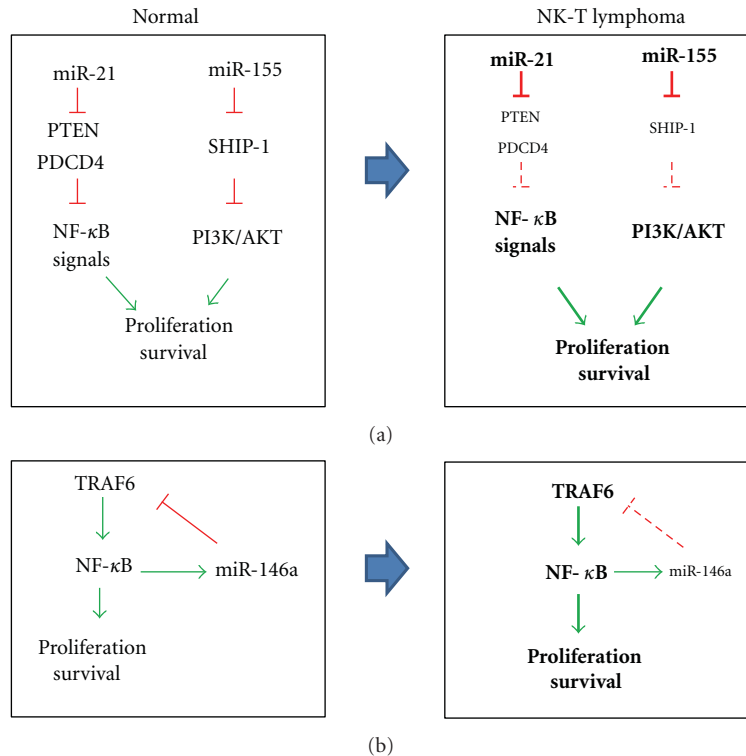 Normal
miR-21
miR-155
PTEN
PDCD4
SHIP-1
NF-κB
signals
PI3K/AKT
Proliferation
survival
NK-T lymphoma
miR-21
miR-155
PTEN
PDCD4
SHIP-1
NF- κB
signals
PI3K/AKT
Proliferation
survival
(a)
TRAF6
NF-κB
miR-146a
Proliferation
survival
TRAF6
NF- κB
miR-146a
Proliferation
survival
(b)